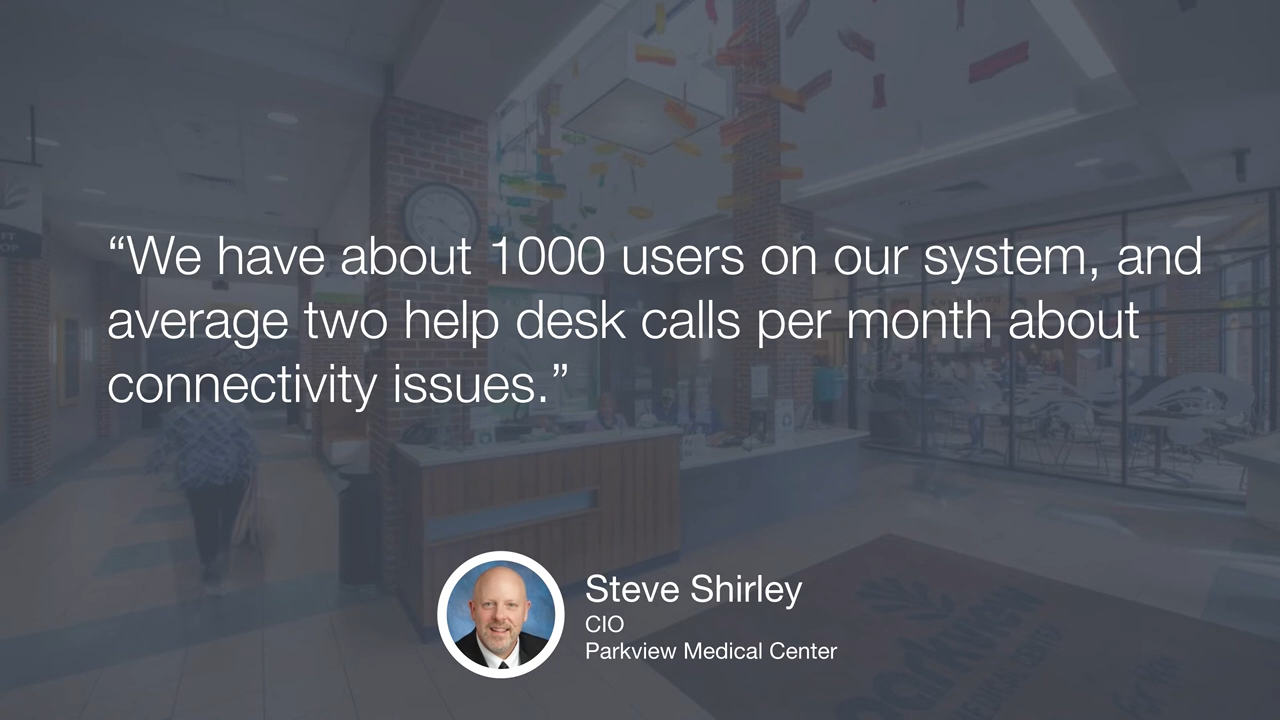 “We have about 1000 users on our system, and
average two help desk calls per month about
connectivity issues.”
Steve Shirley
CIO
Parkview Medical Center